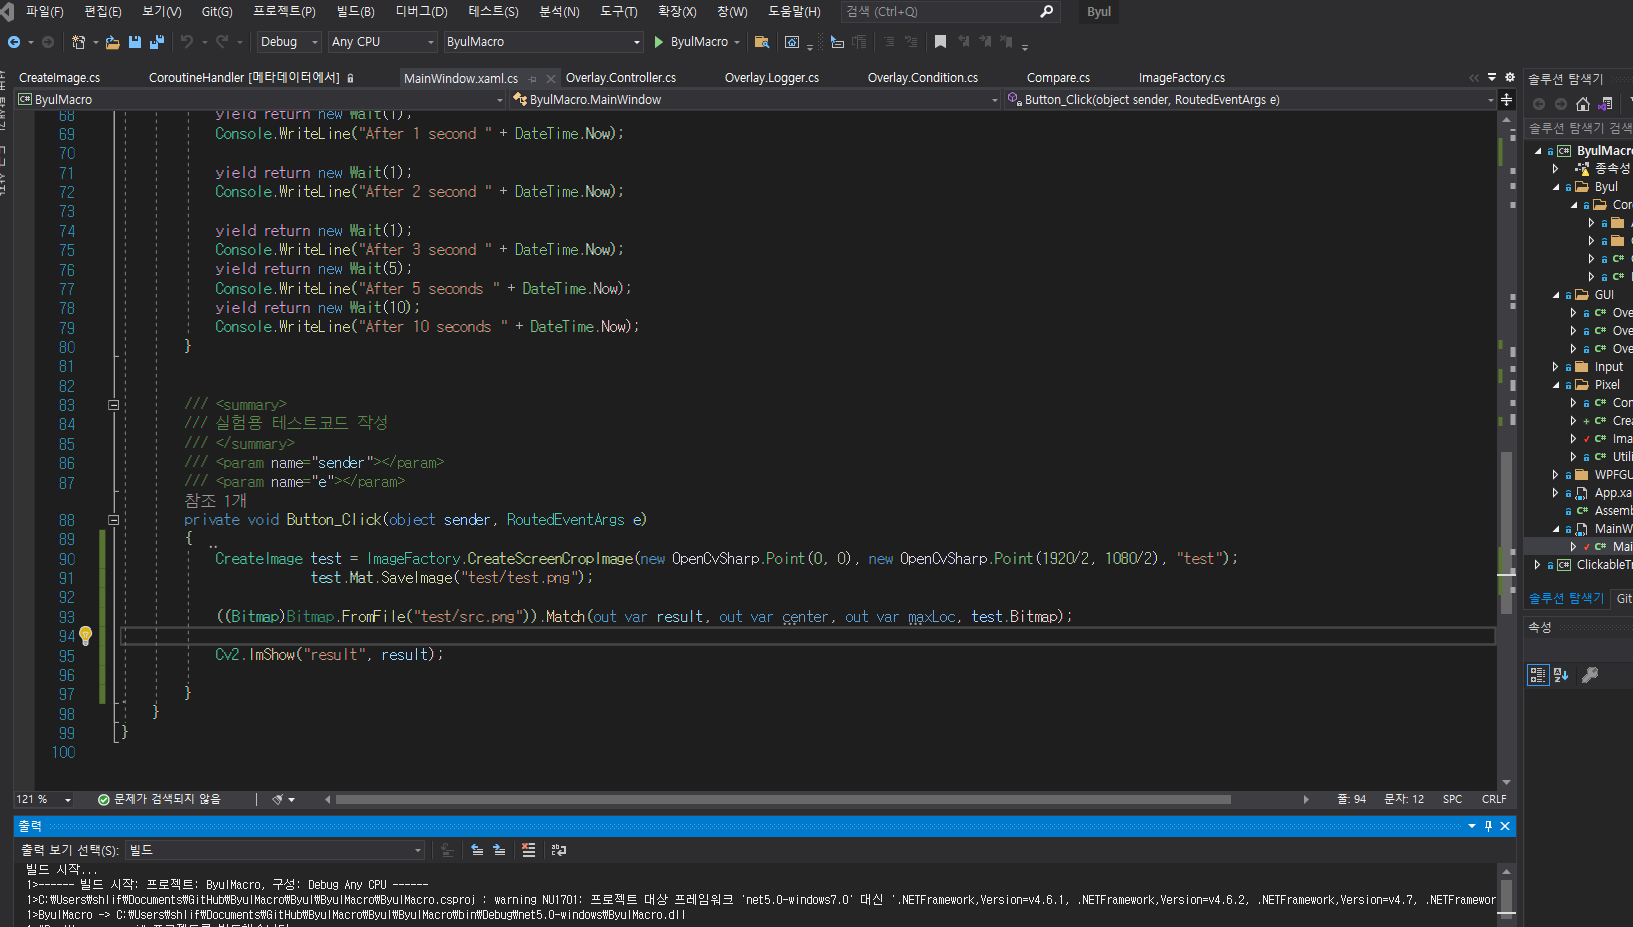 파일(F) 편집(E) 보기(V) Git(G) 프로젝트(P) 빌드(B) 디버그(D) 테스트(S) 분석(N) 도구(T) 확장(X) 창(W) 도움말(H) 검색 (Ctrl+Q) Byul
Debug Any CPU ByulMacro ByulMacro
CreateImage.cs CoroutineHandler [메타데이터에서] MainWindow.xaml.cs Overlay.Controller.cs Overlay.Logger.cs Overlay.Condition.cs Compare.cs ImageFactory.cs
ByulMacro ByulMacro.MainWindow Button_Click(object sender, RoutedEventArgs e)
68 yield return new Wait(1);
69 Console.WriteLine("After 1 second " + DateTime.Now);
70
71 yield return new Wait(1);
72 Console.WriteLine("After 2 second " + DateTime.Now);
73
74 yield return new Wait(1);
75 Console.WriteLine("After 3 second " + DateTime.Now);
76 yield return new Wait(5);
77 Console.WriteLine("After 5 seconds " + DateTime.Now);
78 yield return new Wait(10);
79 Console.WriteLine("After 10 seconds " + DateTime.Now);
80 }
81
82
83 /// <summary>
84 /// 실험용 테스트코드 작성
85 /// </summary>
86 /// <param name="sender"></param>
87 /// <param name="e"></param>
참조 1개
88 private void Button_Click(object sender, RoutedEventArgs e)
89 {
90 CreateImage test = ImageFactory.CreateScreenCropImage(new OpenCvSharp.Point(0, 0), new OpenCvSharp.Point(1920/2, 1080/2), "test");
91 test.Mat.SaveImage("test/test.png");
92
93 ((Bitmap)Bitmap.FromFile("test/src.png")).Match(out var result, out var center, out var maxLoc, test.Bitmap);
94
95 Cv2.ImShow("result", result);
96
97 }
98 }
99 }
100
121 % 문제가 검색되지 않음 줄: 94 문자: 12 SPC CRLF
출력
출력 보기 선택(S): 빌드
빌드 시작...
1>------ 빌드 시작: 프로젝트: ByulMacro, 구성: Debug Any CPU ------
1>C:₩Users₩shlif₩Documents₩GitHub₩ByulMacro₩Byul₩ByulMacro₩ByulMacro.csproj : warning NU1701: 프로젝트 대상 프레임워크 'net5.0-windows7.0' 대신 '.NETFramework,Version=v4.6.1, .NETFramework,Version=v4.6.2, .NETFramework,Version=v4.7, .NETFramewor
1>ByulMacro -> C:₩Users₩shlif₩Documents₩GitHub₩ByulMacro₩Byul₩ByulMacro₩bin₩Debug₩net5.0-windows₩ByulMacro.dll
솔루션 탐색기
솔루션 탐색기 검색
ByulMacro
종속성
Byul
Cor
GUI
Ove
Ove
Ove
Input
Pixel
Con
Crea
Ima
Utili
WPFGU
App.xa
Assemb
MainW
Mai
ClickableTr
솔루션 탐색기 Git
속성